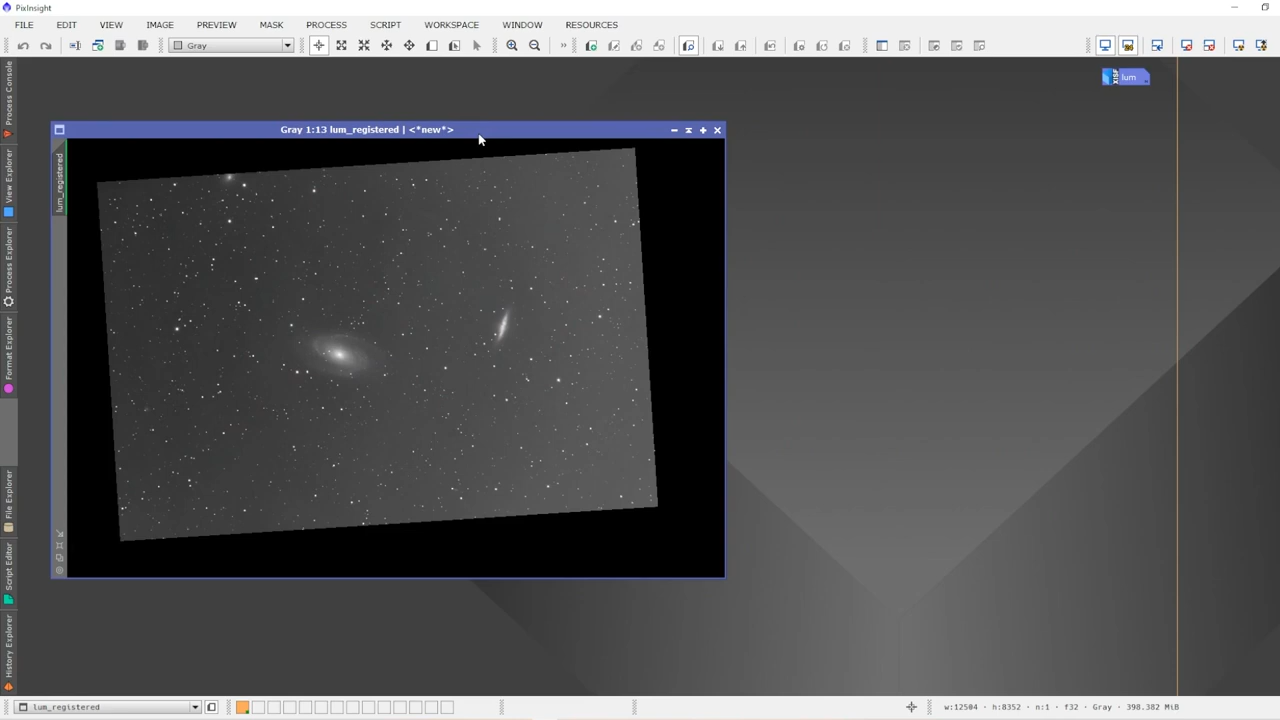 PixInsight
FILE EDIT VIEW IMAGE PREVIEW MASK PROCESS SCRIPT WORKSPACE WINDOW RESOURCES
Gray
XISF lum
Gray 1:13 lum_registered | <*new*>
lum_registered
Process Console
View Explorer
Process Explorer
Format Explorer
File Explorer
Script Editor
History Explorer
lum_registered
w:12504 · h:8352 · n:1 · f32 · Gray · 398.382 MiB